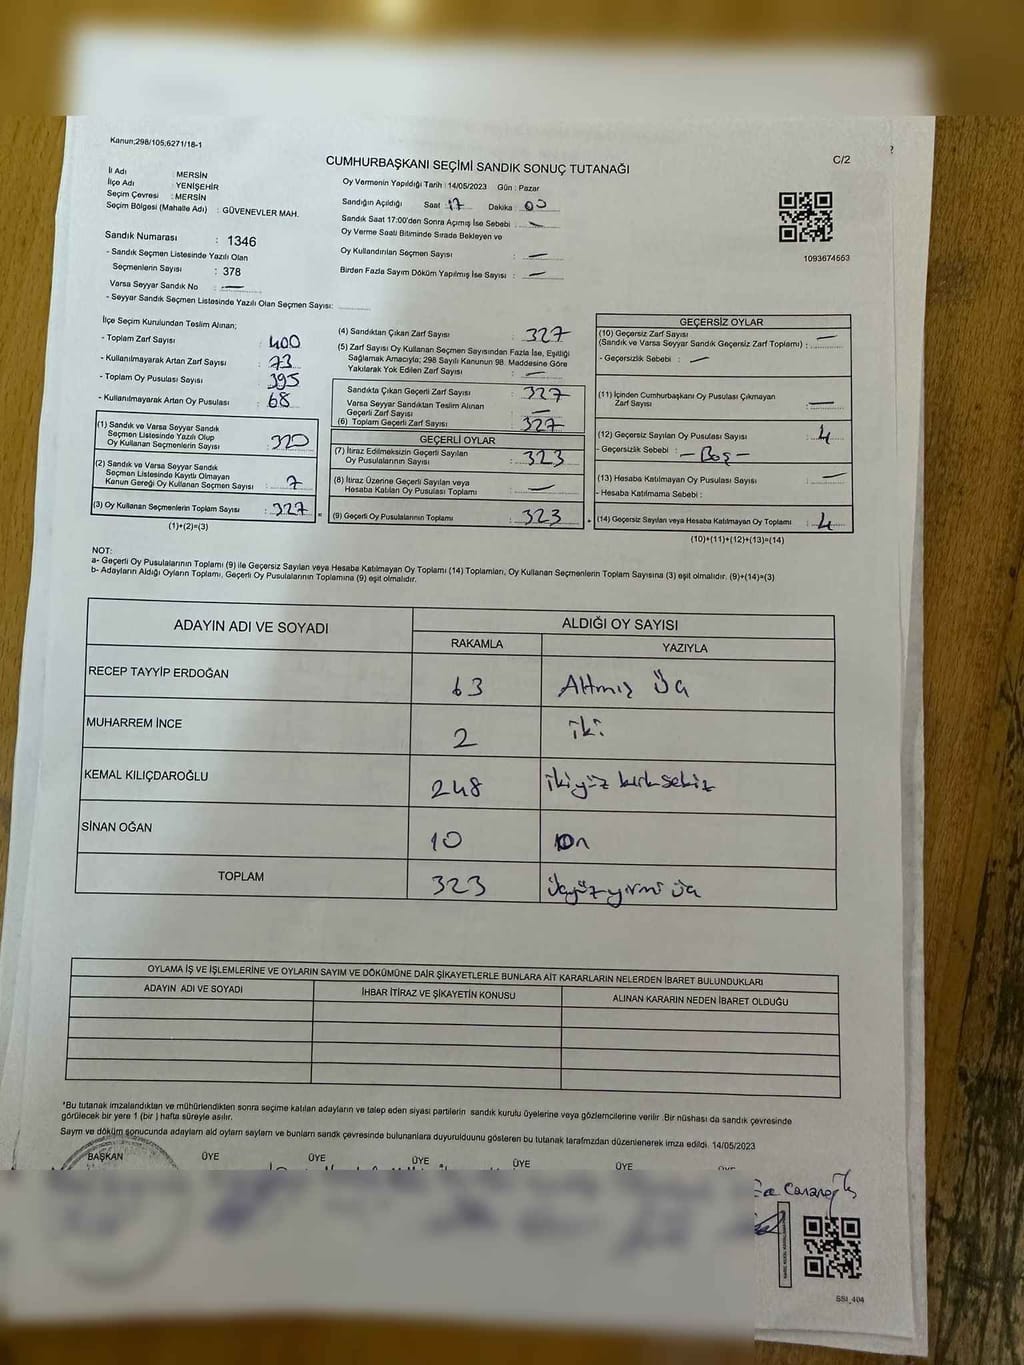 Kanun;298/105,6271/18-1
CUMHURBAŞKANI SEÇİMİ SANDIK SONUÇ TUTANAĞI
C/2
İl Adı : MERSİN
İlçe Adı : YENİŞEHİR
Seçim Çevresi : MERSİN
Seçim Bölgesi (Mahalle Adı) : GÜVENEVLER MAH.
Sandık Numarası : 1346
- Sandık Seçmen Listesinde Yazılı Olan
Seçmenlerin Sayısı : 378
Varsa Seyyar Sandık No : —
- Seyyar Sandık Seçmen Listesinde Yazılı Olan Seçmen Sayısı:
Oy Vermenin Yapıldığı Tarih : 14/05/2023 Gün : Pazar
Sandığın Açıldığı Saat : 17 Dakika : 00
Sandık Saat 17:00'den Sonra Açımış İse Sebebi : —
Oy Verme Saati Bitiminde Sırada Bekleyen ve
Oy Kullandırılan Seçmen Sayısı : —
Birden Fazla Sayım Döküm Yapılmış İse Sayısı : —
1093674553
İlçe Seçim Kurulundan Teslim Alınan;
- Toplam Zarf Sayısı : 400
- Kullanılmayarak Artan Zarf Sayısı : 73
- Toplam Oy Pusulası Sayısı : 395
- Kullanılmayarak Artan Oy Pusulası : 68
(1) Sandık ve Varsa Seyyar Sandık
Seçmen Listesinde Yazılı Olup
Oy Kullanan Seçmenlerin Sayısı : 320
(2) Sandık ve Varsa Seyyar Sandık
Seçmen Listesinde Kayıtlı Olmayan
Kanun Gereği Oy Kullanan Seçmen Sayısı : 7
(3) Oy Kullanan Seçmenlerin Toplam Sayısı : 327
(1)+(2)=(3)
(4) Sandıktan Çıkan Zarf Sayısı : 327
(5) Zarf Sayısı Oy Kullanan Seçmen Sayısından Fazla İse, Eşitliği
Sağlamak Amacıyla; 298 Sayılı Kanunun 98. Maddesine Göre
Yakılarak Yok Edilen Zarf Sayısı : —
Sandıkta Çıkan Geçerli Zarf Sayısı : 327
Varsa Seyyar Sandıktan Teslim Alınan
Geçerli Zarf Sayısı : —
(6) Toplam Geçerli Zarf Sayısı : 327
GEÇERLİ OYLAR
(7) İtiraz Edilmeksizin Geçerli Sayılan
Oy Pusulalarının Sayısı : 323
(8) İtiraz Üzerine Geçerli Sayılan veya
Hesaba Katılan Oy Pusulası Toplamı : —
(9) Geçerli Oy Pusulalarının Toplamı : 323
GEÇERSİZ OYLAR
(10) Geçersiz Zarf Sayısı
(Sandık ve Varsa Seyyar Sandık Geçersiz Zarf Toplamı) : —
- Geçersizlik Sebebi : —
(11) İçinden Cumhurbaşkanı Oy Pusulası Çıkmayan
Zarf Sayısı : —
(12) Geçersiz Sayılan Oy Pusulası Sayısı : 4
- Geçersizlik Sebebi : - Boş -
(13) Hesaba Katılmayan Oy Pusulası Sayısı : —
- Hesaba Katılmama Sebebi :
(14) Geçersiz Sayılan veya Hesaba Katılmayan Oy Toplamı : 4
(10)+(11)+(12)+(13)=(14)
NOT:
a- Geçerli Oy Pusulalarının Toplamı (9) ile Geçersiz Sayılan veya Hesaba Katılmayan Oy Toplamı (14) Toplamları, Oy Kullanan Seçmenlerin Toplam Sayısına (3) eşit olmalıdır. (9)+(14)=(3)
b- Adayların Aldığı Oyların Toplamı, Geçerli Oy Pusulalarının Toplamına (9) eşit olmalıdır.
ADAYIN ADI VE SOYADI
ALDIĞI OY SAYISI
RAKAMLA YAZIYLA
RECEP TAYYİP ERDOĞAN 63 Altmış Üç
MUHARREM İNCE 2 İki
KEMAL KILIÇDAROĞLU 248 İkiyüz kırksekiz
SİNAN OĞAN 10 On
TOPLAM 323 Üçyüzyirmi üç
OYLAMA İŞ VE İŞLEMLERİNE VE OYLARIN SAYIM VE DÖKÜMÜNE DAİR ŞİKAYETLERLE BUNLARA AİT KARARLARIN NELERDEN İBARET BULUNDUKLARI
ADAYIN ADI VE SOYADI İHBAR İTİRAZ VE ŞİKAYETİN KONUSU ALINAN KARARIN NEDEN İBARET OLDUĞU
*Bu tutanak imzalandıktan ve mühürlendikten sonra seçime katılan adayların ve talep eden siyasi partilerin sandık kurulu üyelerine veya gözlemcilerine verilir .Bir nüshası da sandık çevresinde
görülecek bir yere 1 (bir ) hafta süreyle asılır.
Sayım ve döküm sonucunda adayların aldı oyların sayları ve bunların sandk çevresinde bulunanlara duyurulduunu gösteren bu tutanak tarafmzdan düzenlenerek imza edildi. 14/05/2023
BAŞKAN ÜYE ÜYE ÜYE ÜYE ÜYE
SSI_404